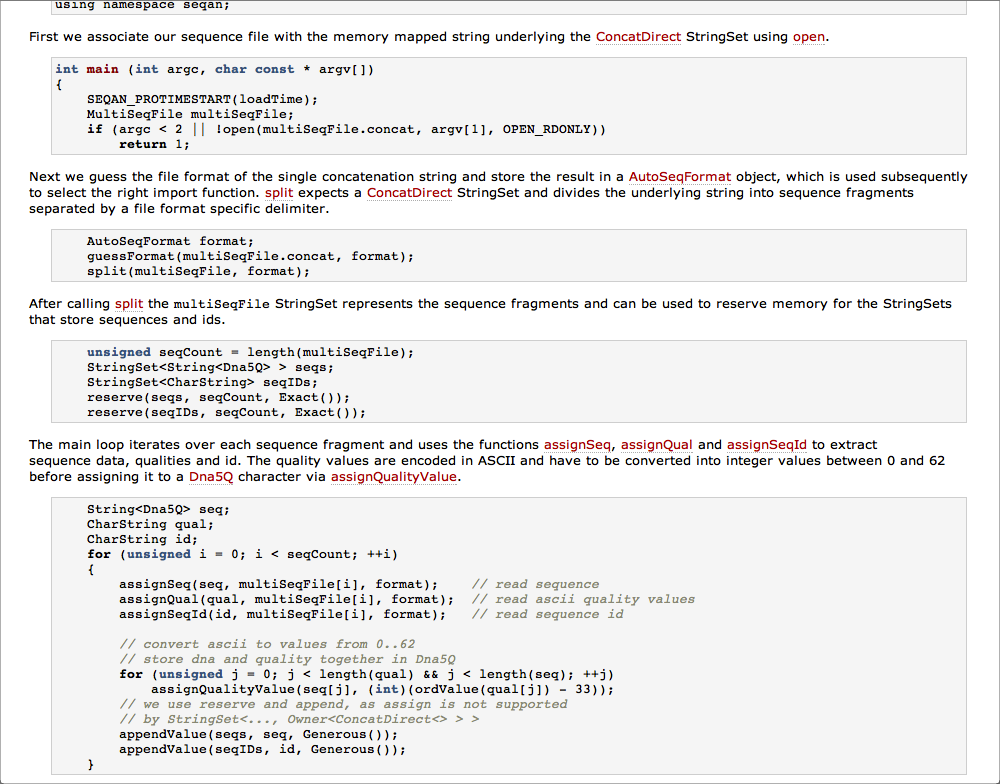 using namespace seqan;
First we associate our sequence file with the memory mapped string underlying the ConcatDirect StringSet using open.
int main (int argc, char const * argv[])
{
    SEQAN_PROTIMESTART(loadTime);
    MultiSeqFile multiSeqFile;
    if (argc < 2 || !open(multiSeqFile.concat, argv[1], OPEN_RDONLY))
        return 1;
Next we guess the file format of the single concatenation string and store the result in a AutoSeqFormat object, which is used subsequently
to select the right import function. split expects a ConcatDirect StringSet and divides the underlying string into sequence fragments
separated by a file format specific delimiter.
    AutoSeqFormat format;
    guessFormat(multiSeqFile.concat, format);
    split(multiSeqFile, format);
After calling split the multiSeqFile StringSet represents the sequence fragments and can be used to reserve memory for the StringSets
that store sequences and ids.
    unsigned seqCount = length(multiSeqFile);
    StringSet<String<Dna5Q> > seqs;
    StringSet<CharString> seqIDs;
    reserve(seqs, seqCount, Exact());
    reserve(seqIDs, seqCount, Exact());
The main loop iterates over each sequence fragment and uses the functions assignSeq, assignQual and assignSeqId to extract
sequence data, qualities and id. The quality values are encoded in ASCII and have to be converted into integer values between 0 and 62
before assigning it to a Dna5Q character via assignQualityValue.
    String<Dna5Q> seq;
    CharString qual;
    CharString id;
    for (unsigned i = 0; i < seqCount; ++i)
    {
        assignSeq(seq, multiSeqFile[i], format);    // read sequence
        assignQual(qual, multiSeqFile[i], format);  // read ascii quality values
        assignSeqId(id, multiSeqFile[i], format);   // read sequence id
        // convert ascii to values from 0..62
        // store dna and quality together in Dna5Q
        for (unsigned j = 0; j < length(qual) && j < length(seq); ++j)
            assignQualityValue(seq[j], (int)(ordValue(qual[j]) - 33));
        // we use reserve and append, as assign is not supported
        // by StringSet<..., Owner<ConcatDirect<> > >
        appendValue(seqs, seq, Generous());
        appendValue(seqIDs, id, Generous());
    }